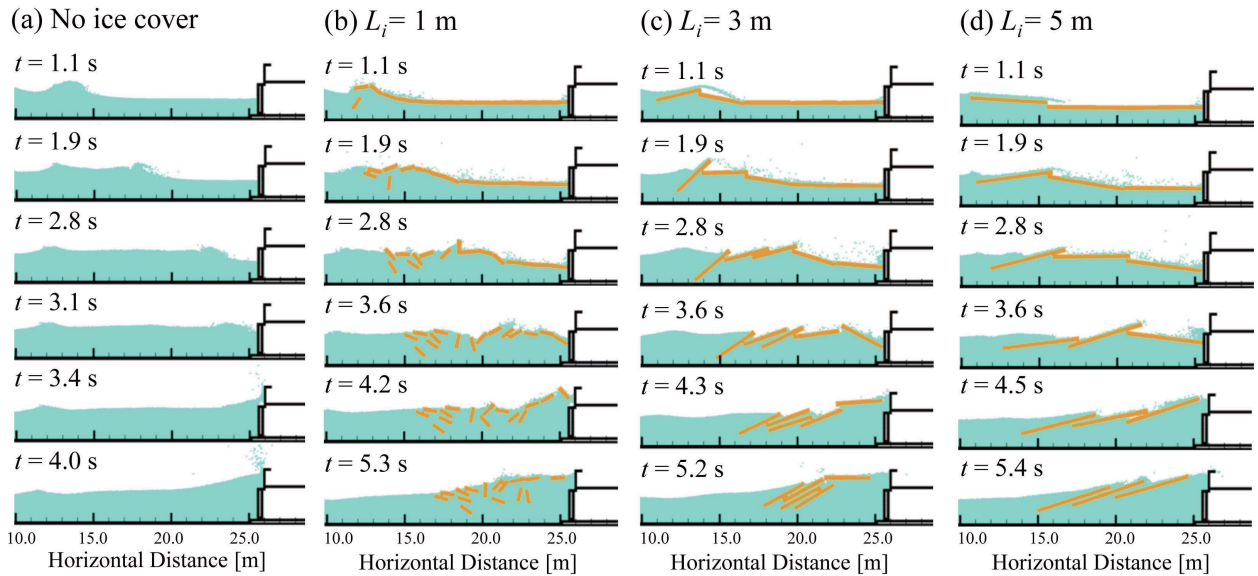 (a) No ice cover
t = 1.1 s
t = 1.9 s
t = 2.8 s
t = 3.1 s
t = 3.4 s
t = 4.0 s
10.0 15.0 20.0 25.0
Horizontal Distance [m]
(b) Li= 1 m
t = 1.1 s
t = 1.9 s
t = 2.8 s
t = 3.6 s
t = 4.2 s
t = 5.3 s
10.0 15.0 20.0 25.0
Horizontal Distance [m]
(c) Li= 3 m
t = 1.1 s
t = 1.9 s
t = 2.8 s
t = 3.6 s
t = 4.3 s
t = 5.2 s
10.0 15.0 20.0 25.0
Horizontal Distance [m]
(d) Li= 5 m
t = 1.1 s
t = 1.9 s
t = 2.8 s
t = 3.6 s
t = 4.5 s
t = 5.4 s
10.0 15.0 20.0 25.0
Horizontal Distance [m]